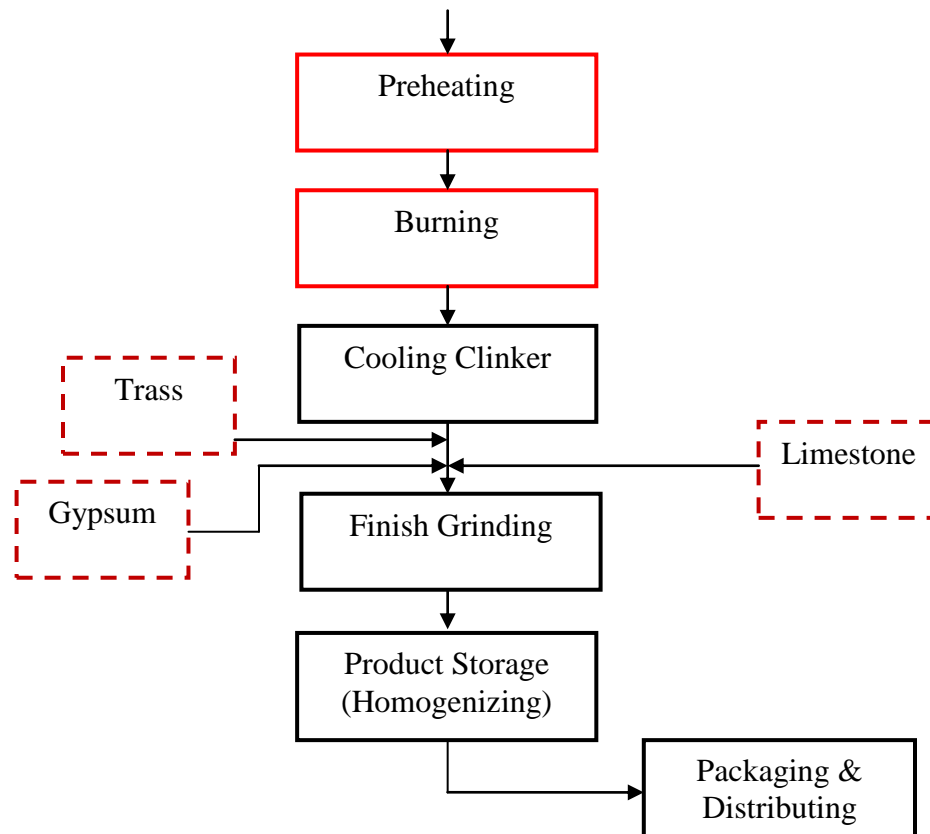 Preheating
Burning
Cooling Clinker
Trass
Limestone
Gypsum
Finish Grinding
Product Storage
(Homogenizing)
Packaging &
Distributing